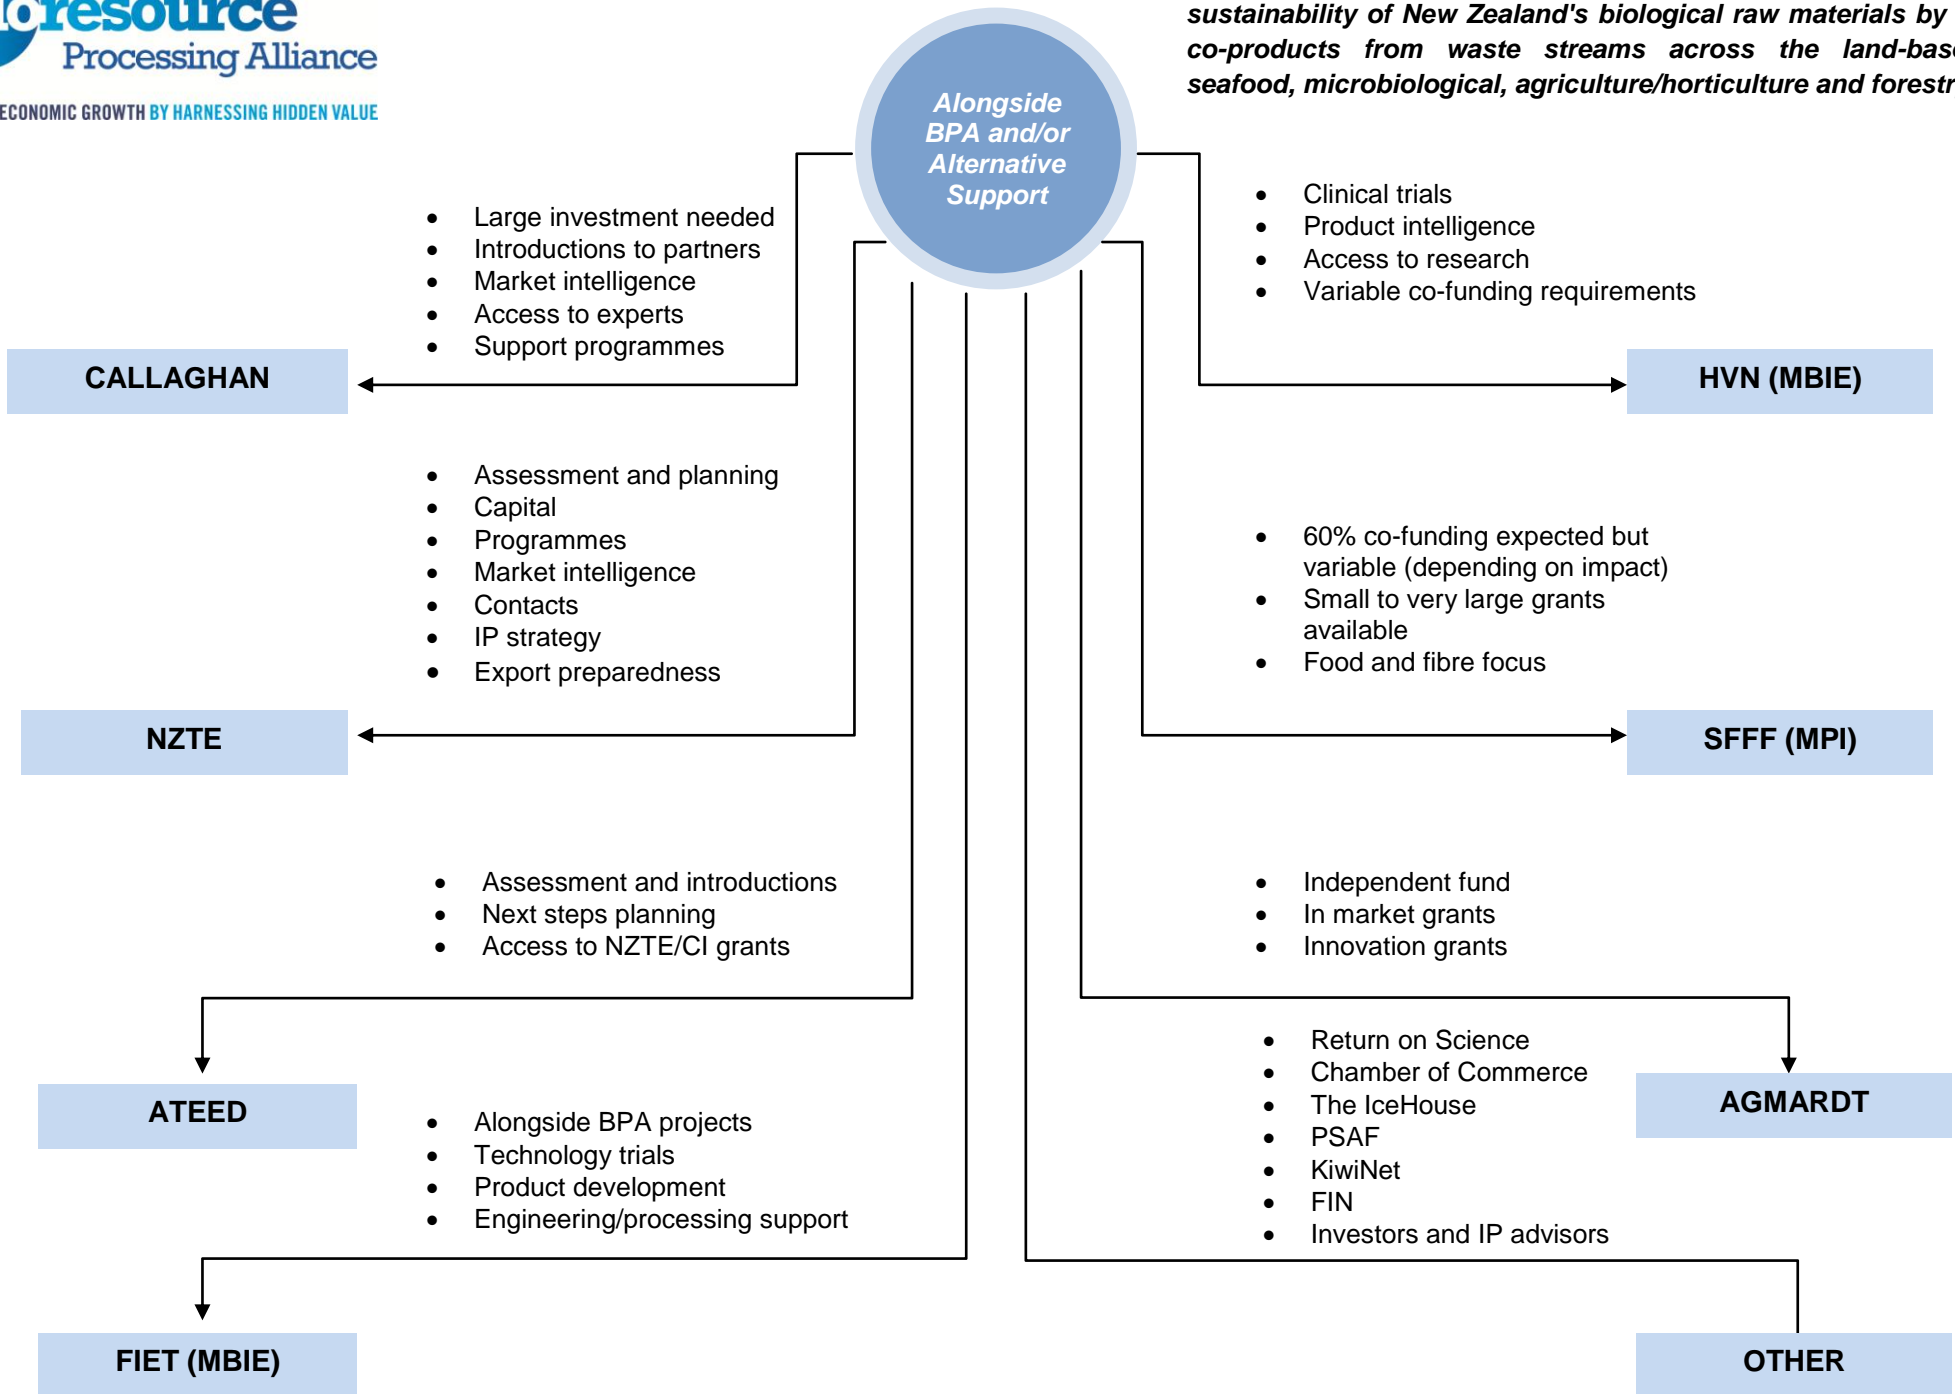 Processing Alliance
ECONOMIC GROWTH BY HARNESSING HIDDEN VALUE
sustainability of New Zealand's biological raw materials by
co-products from waste streams across the
seafood, microbiological, agriculture/horticulture and
Alongside
BPA and/or
Alternative
Support
• Large investment needed
• Introductions to partners
• Market intelligence
• Access to experts
• Support programmes
CALLAGHAN
• Clinical trials
• Product intelligence
• Access to research
• Variable co-funding requirements
HVN (MBIE)
• Assessment and planning
• Capital
• Programmes
• Market intelligence
• Contacts
• IP strategy
• Export preparedness
NZTE
• 60% co-funding expected but
variable (depending on impact)
• Small to very large grants
available
• Food and fibre focus
SFFF (MPI)
• Assessment and introductions
• Next steps planning
• Access to NZTE/CI grants
ATEED
• Independent fund
• In market grants
• Innovation grants
AGMARDT
• Alongside BPA projects
• Technology trials
• Product development
• Engineering/processing support
FIET (MBIE)
• Return on Science
• Chamber of Commerce
• The IceHouse
• PSAF
• KiwiNet
• FIN
• Investors and IP advisors
OTHER